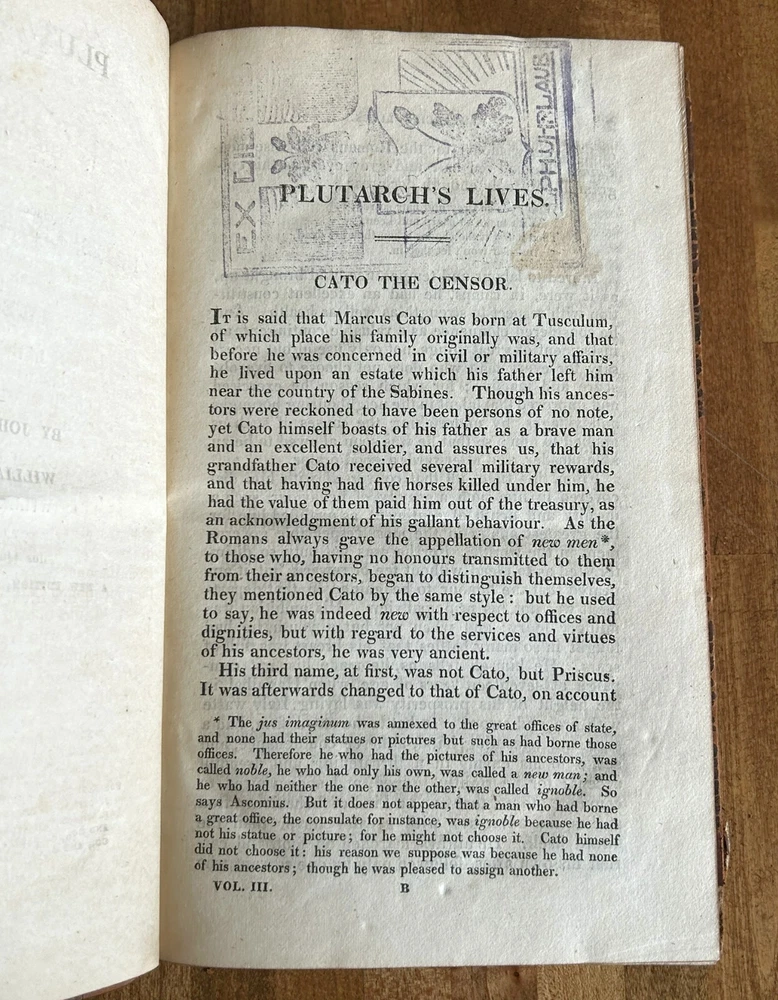 EX LI
PLUTARCH'S LIVES.
CATO THE CENSOR.
IT is said that Marcus Cato was born at Tusculum,
of which place his family originally was, and that
before he was concerned in civil or military affairs,
he lived upon an estate which his father left him
near the country of the Sabines. Though his ances-
tors were reckoned to have been persons of no note,
yet Cato himself boasts of his father as a brave man
and an excellent soldier, and assures us, that his
grandfather Cato received several military rewards,
and that having had five horses killed under him, he
had the value of them paid him out of the treasury, as
an acknowledgment of his gallant behaviour. As the
Romans always gave the appellation of new men*,
to those who, having no honours transmitted to them
from their ancestors, began to distinguish themselves,
they mentioned Cato by the same style: but he used
to say, he was indeed new with respect to offices and
dignities, but with regard to the services and virtues
of his ancestors, he was very ancient.
His third name, at first, was not Cato, but Priscus.
It was afterwards changed to that of Cato, on account
* The jus imaginum was annexed to the great offices of state,
and none had their statues or pictures but such as had borne those
offices. Therefore he who had the pictures of his ancestors, was
called noble, he who had only his own, was called a new man; and
he who had neither the one nor the other, was called ignoble. So
says Asconius. But it does not appear, that a man who had borne
a great office, the consulate for instance, was ignoble because he had
not his statue or picture; for he might not choose it. Cato himself
did not choose it: his reason we suppose was because he had none
of his ancestors; though he was pleased to assign another.
VOL. III. B